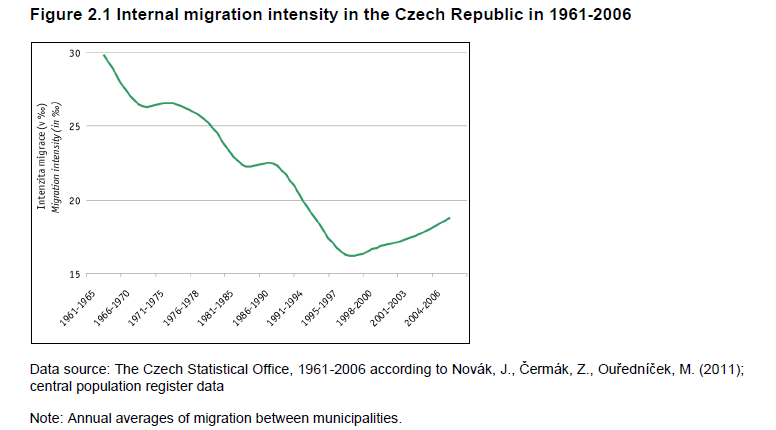 Figure 2.1 Internal migration intensity in the Czech Republic in 1961-2006
Intenzita migrace (v ‰)
Migration intensity (in ‰)
30
25
20
15
1961-1965
1966-1970
1971-1975
1976-1978
1981-1985
1986-1990
1991-1994
1995-1997
1998-2000
2001-2003
2004-2006
Data source: The Czech Statistical Office, 1961-2006 according to Novák, J., Čermák, Z., Ouředníček, M. (2011);
central population register data
Note: Annual averages of migration between municipalities.